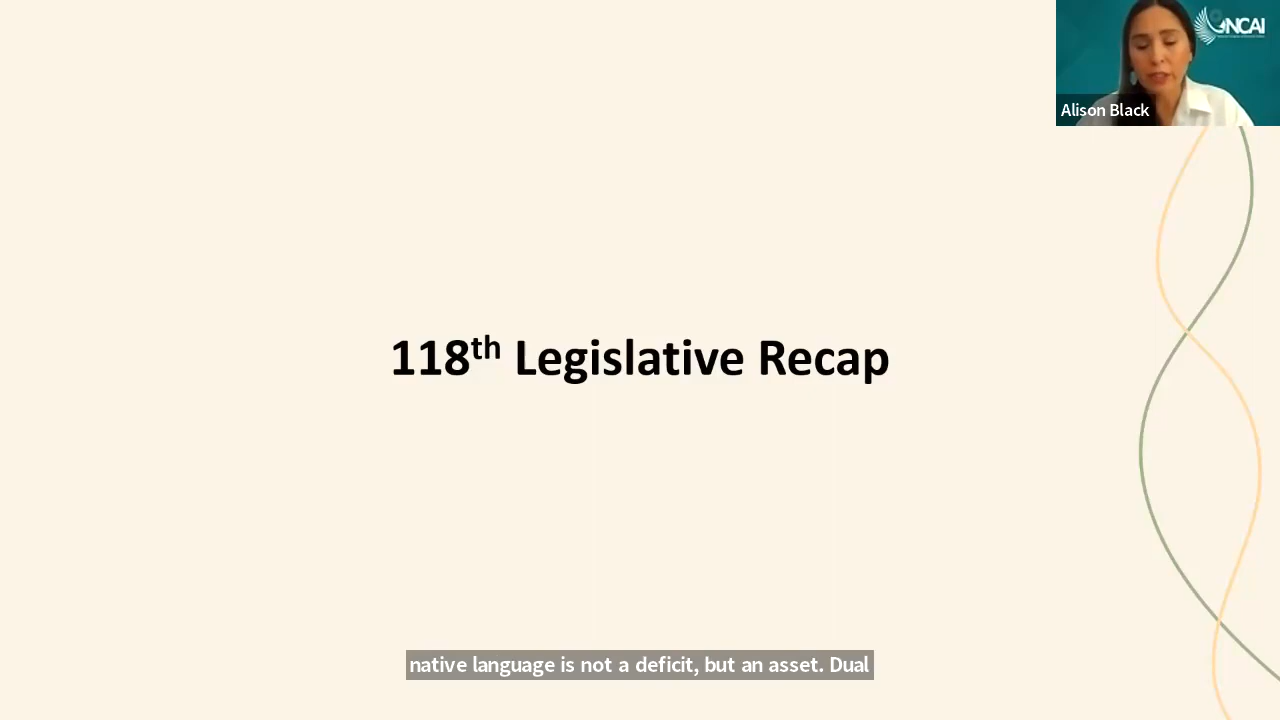 NCAI
Alison Black
118th Legislative Recap
native language is not a deficit, but an asset. Dual